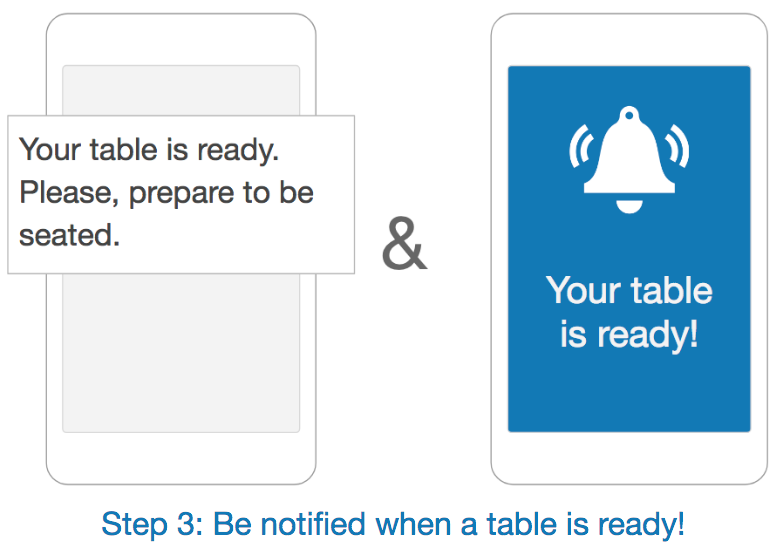 Your table is ready.
Please, prepare to be
seated.
&
Your table
is ready!
Step 3: Be notified when a table is ready!